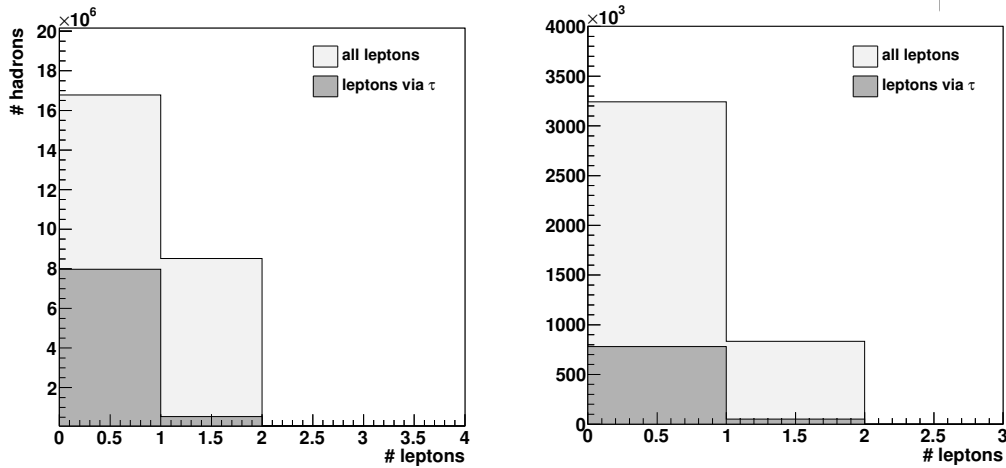 ×10⁶
# hadrons
20
18
16
14
12
10
8
6
4
2
0 0.5 1 1.5 2 2.5 3 3.5 4
# leptons
all leptons
leptons via τ
×10³
4000
3500
3000
2500
2000
1500
1000
500
0
0 0.5 1 1.5 2 2.5 3
# leptons
all leptons
leptons via τ